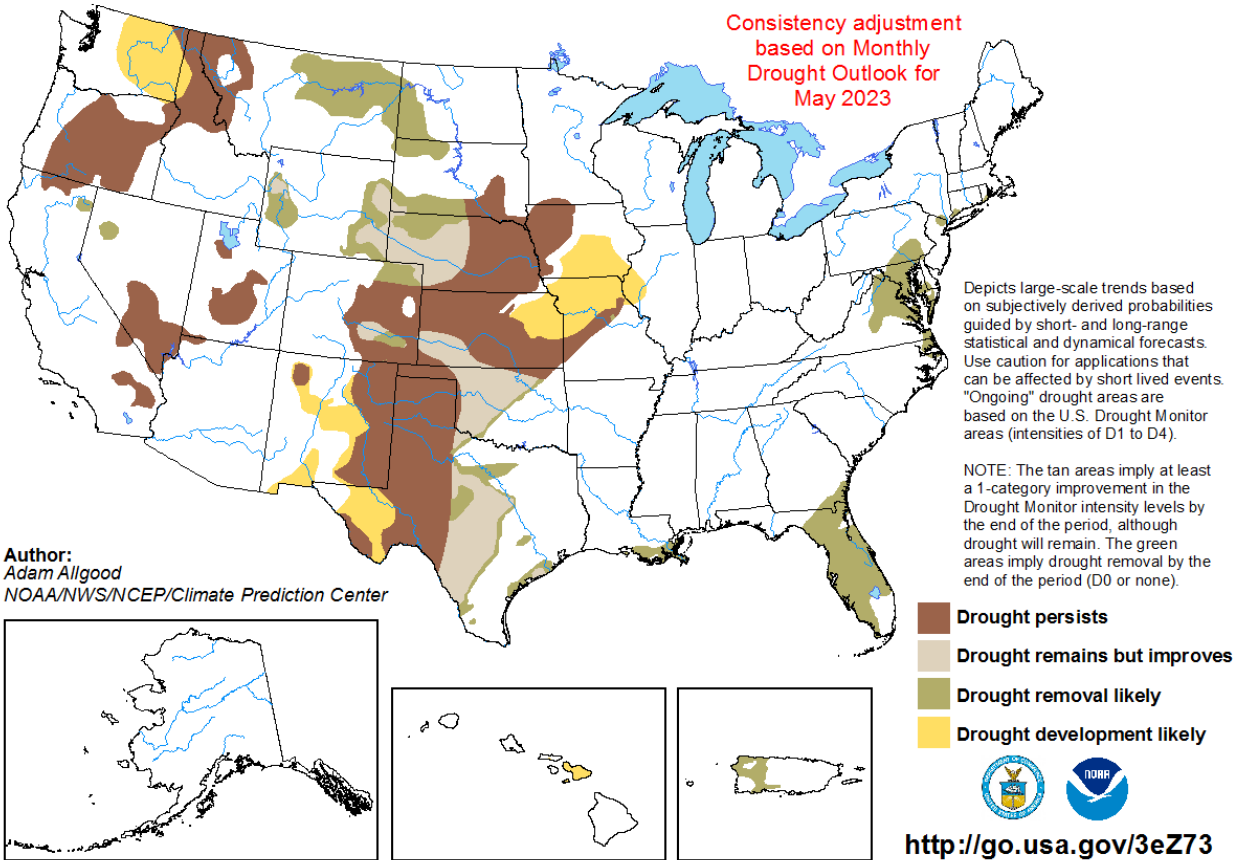 Consistency adjustment
based on Monthly
Drought Outlook for
May 2023
Depicts large-scale trends based
on subjectively derived probabilities
guided by short- and long-range
statistical and dynamical forecasts.
Use caution for applications that
can be affected by short lived events.
"Ongoing" drought areas are
based on the U.S. Drought Monitor
areas (intensities of D1 to D4).
NOTE: The tan areas imply at least
a 1-category improvement in the
Drought Monitor intensity levels by
the end of the period, although
drought will remain. The green
areas imply drought removal by the
end of the period (D0 or none).
Author:
Adam Allgood
NOAA/NWS/NCEP/Climate Prediction Center
Drought persists
Drought remains but improves
Drought removal likely
Drought development likely
NOAA
http://go.usa.gov/3eZ73